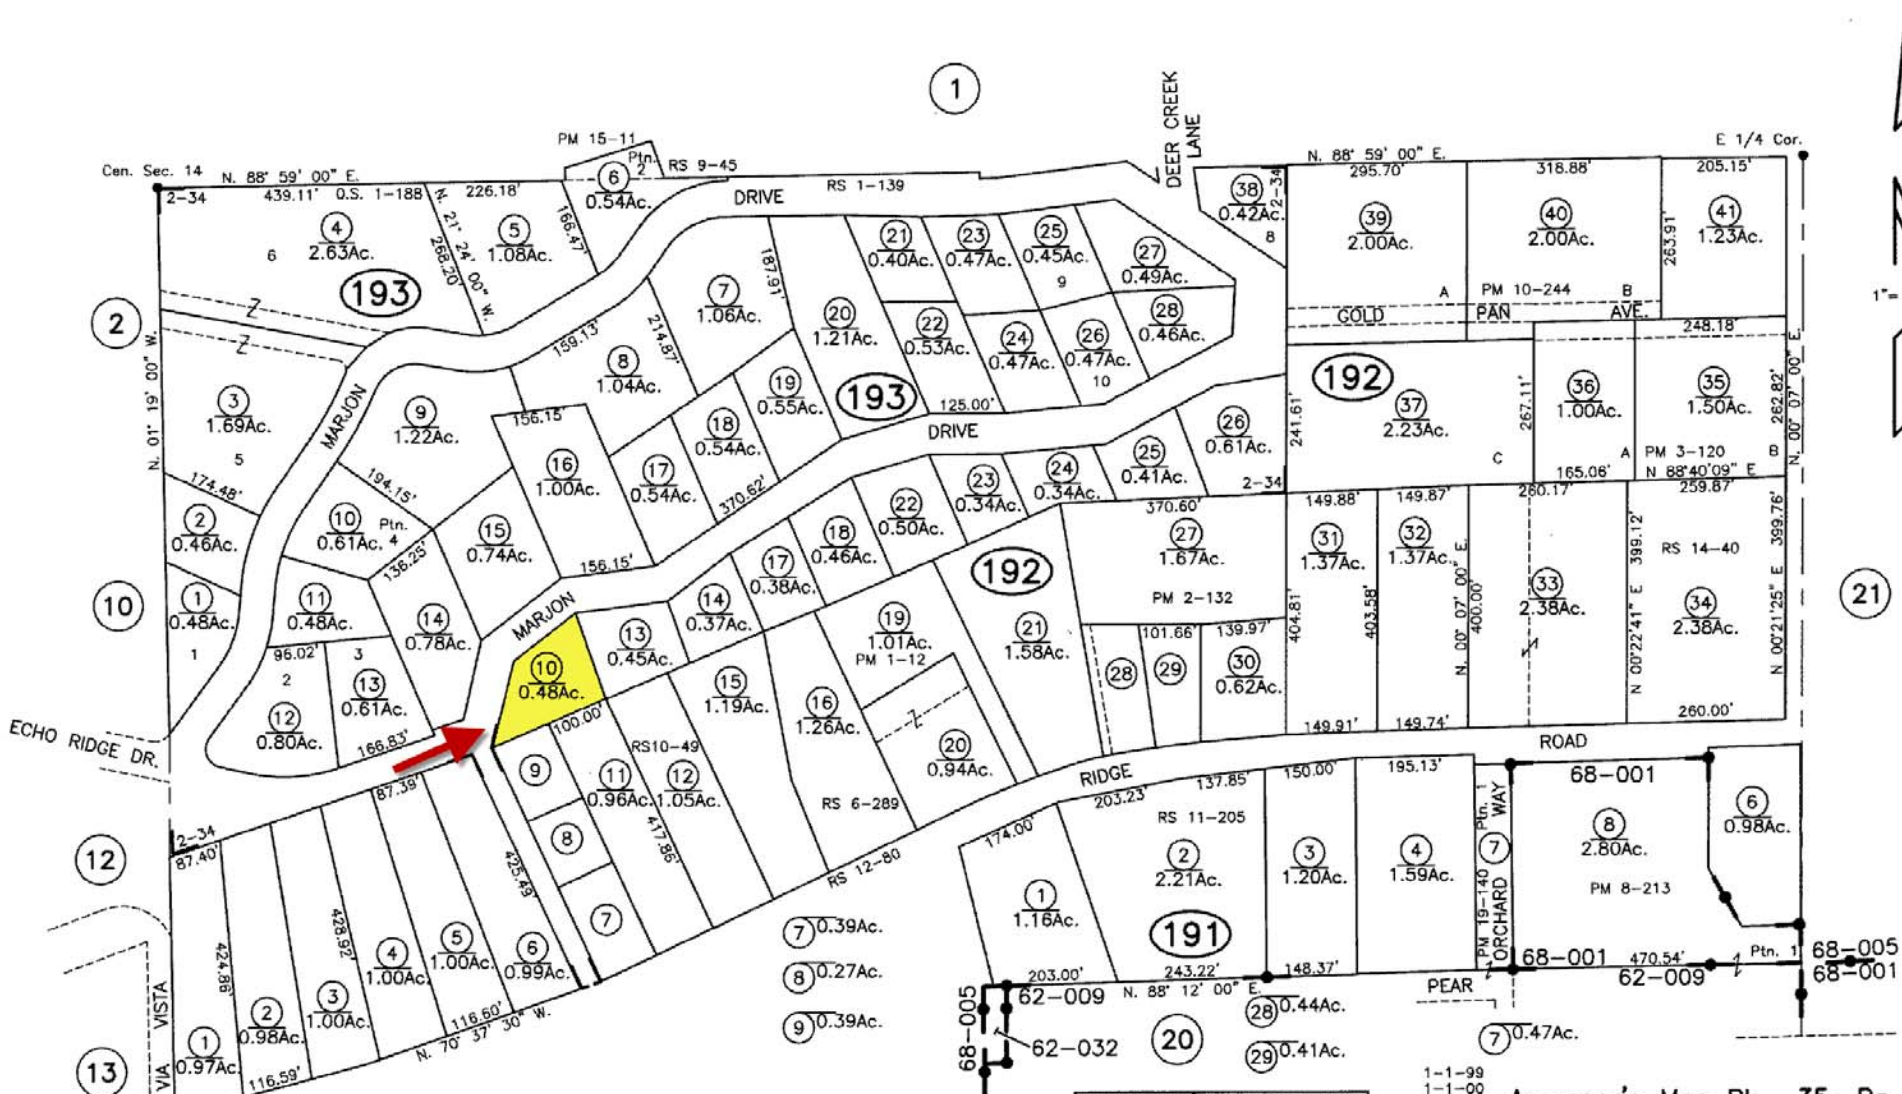 1
DEER CREEK
LANE
PM 15-11
Ptn.
2
RS 9-45
E 1/4 Cor.
Cen. Sec. 14
N. 88° 59' 00" E.
2-34
439.11'
O.S. 1-188
226.18'
6
0.54Ac.
DRIVE
RS 1-139
N. 88° 59' 00" E.
295.70'
318.88'
205.15'
38
0.42Ac.
2-34
8
39
2.00Ac.
40
2.00Ac.
263.91'
41
1.23Ac.
4
2.63Ac.
6
N. 21° 24' 00" W.
268.20'
5
1.08Ac.
166.47'
193
187.91'
21
0.40Ac.
23
0.47Ac.
25
0.45Ac.
9
27
0.49Ac.
2
Z
Z
159.13'
214.87'
7
1.06Ac.
20
1.21Ac.
22
0.53Ac.
24
0.47Ac.
26
0.47Ac.
10
28
0.46Ac.
A
PM 10-244
B
GOLD
PAN
AVE.
248.18'
1"=
N. 01° 19' 00" W.
3
1.69Ac.
5
MARJON
8
1.04Ac.
9
1.22Ac.
156.15'
19
0.55Ac.
193
125.00'
DRIVE
18
0.54Ac.
192
37
2.23Ac.
241.61'
C
267.11'
36
1.00Ac.
A
35
1.50Ac.
PM 3-120
B
262.82'
N. 00° 07' 00" E.
165.06'
N 88°40'09" E
174.48'
194.15'
16
1.00Ac.
17
0.54Ac.
370.62'
26
0.61Ac.
25
0.41Ac.
2-34
24
0.34Ac.
23
0.34Ac.
22
0.50Ac.
370.60'
149.88'
149.87'
260.17'
259.87'
2
0.46Ac.
10
0.61Ac.
Ptn.
4
136.25'
15
0.74Ac.
156.15'
18
0.46Ac.
17
0.38Ac.
192
27
1.67Ac.
PM 2-132
31
1.37Ac.
32
1.37Ac.
404.81'
403.58'
N. 00° 07' 00" E.
400.00'
33
2.38Ac.
N 00°22'41" E 399.12'
RS 14-40
34
2.38Ac.
N 00°21'25" E 399.76'
21
10
1
0.48Ac.
1
11
0.48Ac.
14
0.78Ac.
MARJON
13
0.45Ac.
14
0.37Ac.
19
1.01Ac.
PM 1-12
21
1.58Ac.
101.66'
139.97'
28
29
30
0.62Ac.
96.02'
3
2
13
0.61Ac.
10
0.48Ac.
15
1.19Ac.
16
1.26Ac.
12
0.80Ac.
166.83'
100.00'
Z
20
0.94Ac.
149.91'
149.74'
260.00'
ECHO RIDGE DR.
RS10-49
9
11
0.96Ac.
12
1.05Ac.
RS 6-289
RIDGE
ROAD
87.39'
203.23'
137.85'
150.00'
195.13'
68-001
2-34
87.40'
8
417.86'
RS 12-80
174.00'
RS 11-205
2
2.21Ac.
3
1.20Ac.
4
1.59Ac.
PM 19-140 Ptn. 1
ORCHARD
7
WAY
8
2.80Ac.
PM 8-213
6
0.98Ac.
12
425.49'
7
1
1.16Ac.
191
424.86'
428.92'
4
1.00Ac.
5
1.00Ac.
6
0.99Ac.
7
0.39Ac.
8
0.27Ac.
9
0.39Ac.
203.00'
243.22'
148.37'
68-001
470.54'
62-009
Ptn. 1
68-005
68-001
N. 88° 12' 00" E.
PEAR
62-009
68-005
62-032
20
28
0.44Ac.
29
0.41Ac.
7
0.47Ac.
VIA VISTA
1
0.97Ac.
2
0.98Ac.
3
1.00Ac.
116.60'
116.59'
N. 70° 37' 30" W.
13
1-1-99
1-1-00